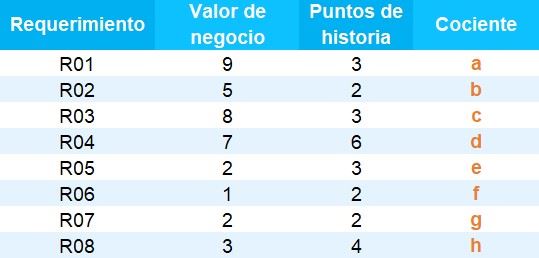 Requerimiento Valor de negocio Puntos de historia Cociente
R01 9 3 a
R02 5 2 b
R03 8 3 c
R04 7 6 d
R05 2 3 e
R06 1 2 f
R07 2 2 g
R08 3 4 h